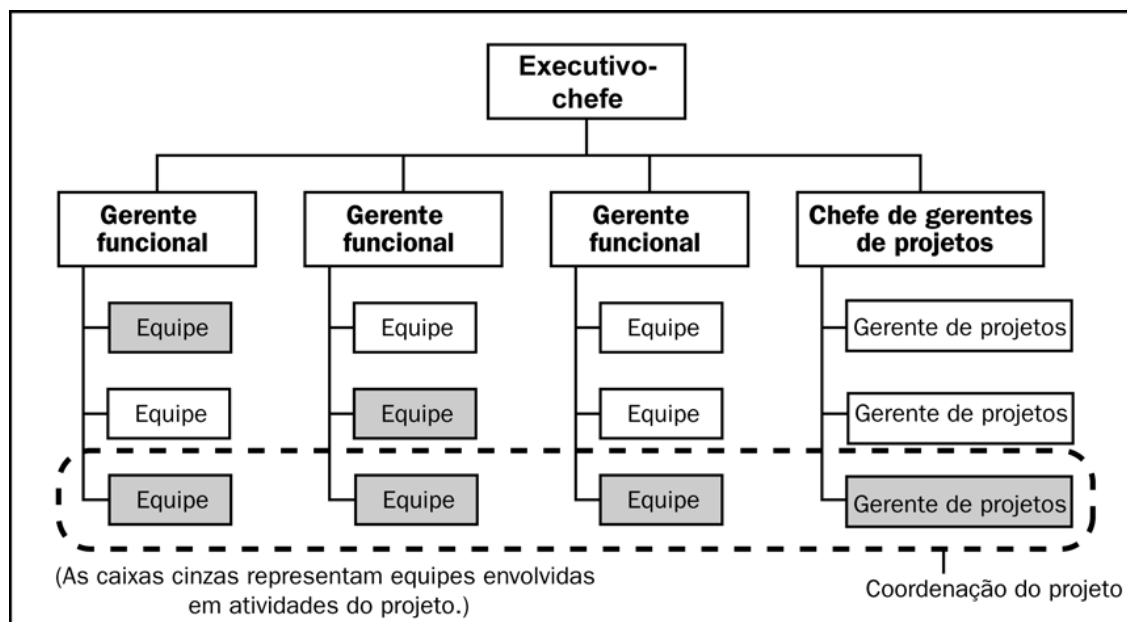 Executivo-
chefe
Gerente
funcional
Gerente
funcional
Gerente
funcional
Chefe de gerentes
de projetos
Equipe
Equipe
Equipe
Gerente de projetos
Equipe
Equipe
Equipe
Gerente de projetos
Equipe
Equipe
Equipe
Gerente de projetos
(As caixas cinzas representam equipes envolvidas
em atividades do projeto.)
Coordenação do projeto